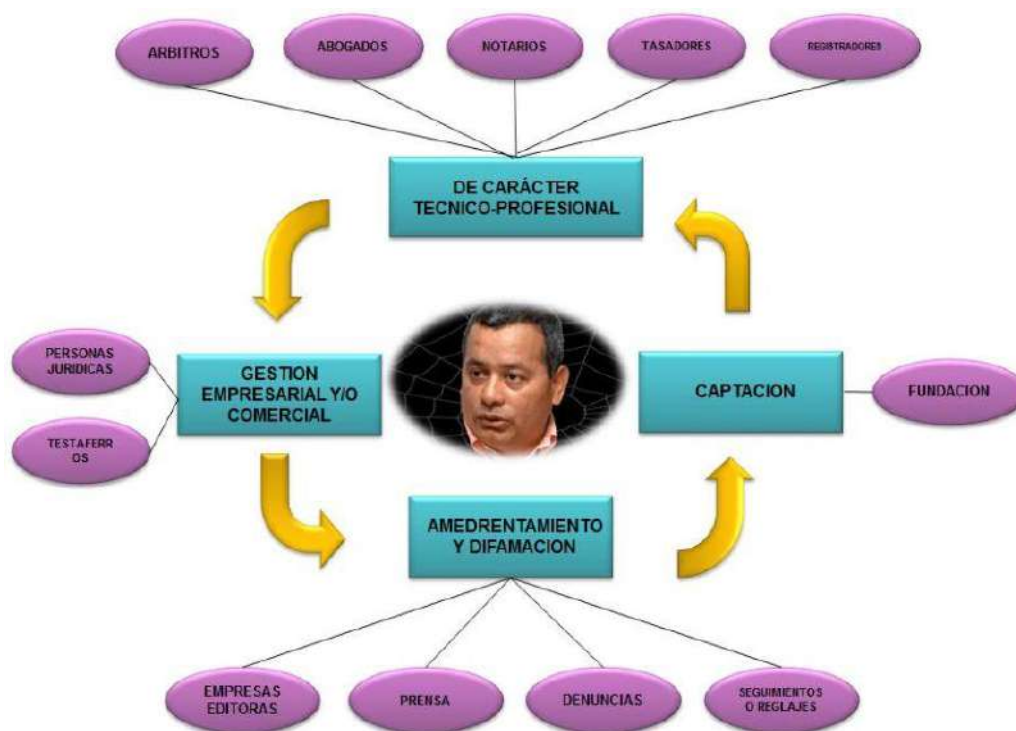 ARBITROS
ABOGADOS
NOTARIOS
TASADORES
REGISTRADORES
DE CARÁCTER
TECNICO-PROFESIONAL
PERSONAS
JURIDICAS
TESTAFERR
OS
GESTION
EMPRESARIAL Y/O
COMERCIAL
CAPTACION
FUNDACION
AMEDRENTAMIENTO
Y DIFAMACION
EMPRESAS
EDITORAS
PRENSA
DENUNCIAS
SEGUIMIENTOS
O REGLAJES